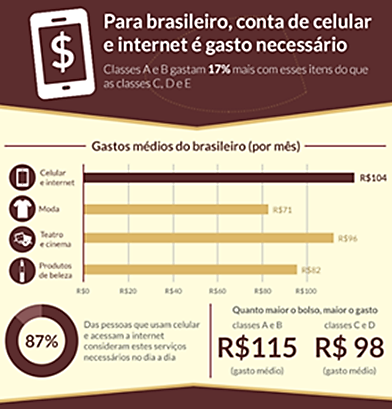 $
Para brasileiro, conta de celular
e internet é gasto necessário
Classes A e B gastam 17% mais com esses itens do que
as classes C, D e E
Gastos médios do brasileiro (por mês)
Celular
e internet
R$104
Moda
R$71
Teatro
e cinema
R$96
Produtos
de beleza
R$82
R$0 R$20 R$40 R$60 R$80 R$100
87%
Das pessoas que usam celular
e acessam a internet
consideram estes serviços
necessários no dia a dia
Quanto maior o bolso, maior o gasto
classes A e B
R$115
(gasto médio)
classes C e D
R$ 98
(gasto médio)